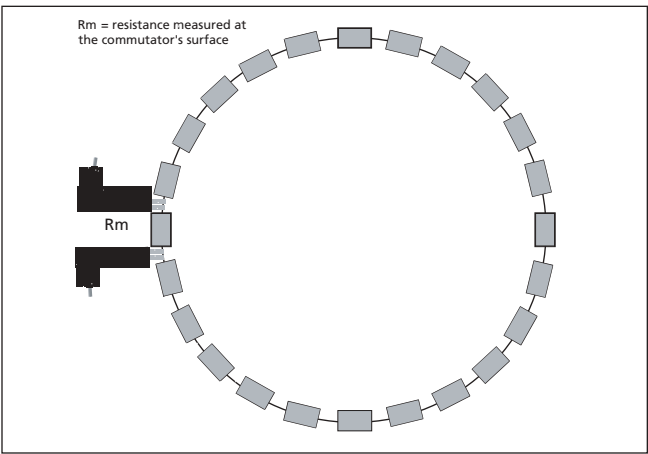 Rm = resistance measured at
the commutator's surface
Rm